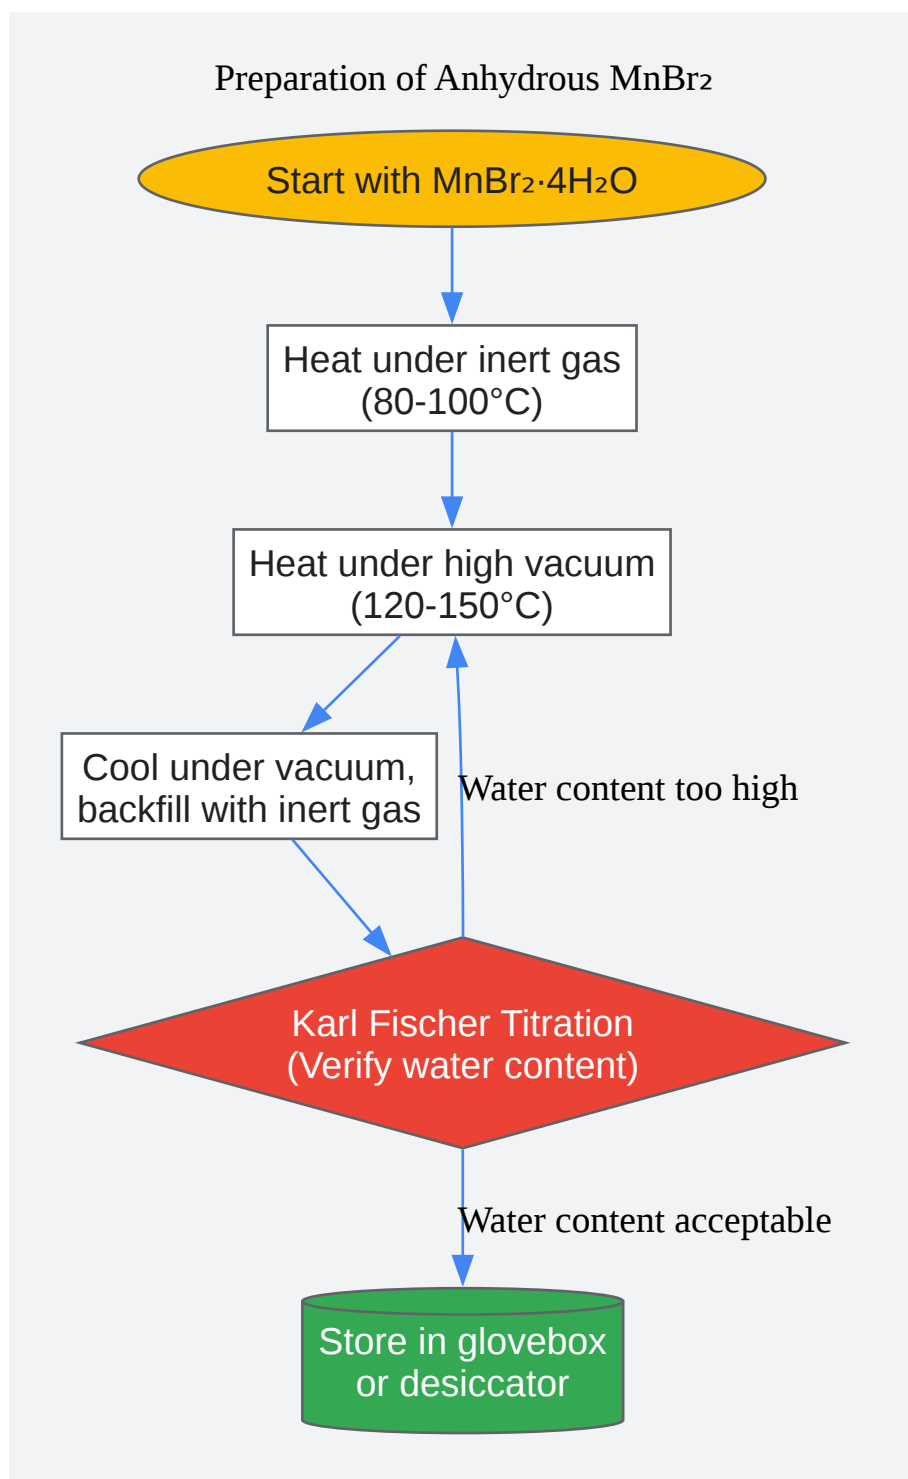 Preparation of Anhydrous MnBr₂
Start with MnBr₂·4H₂O
Heat under inert gas
(80-100°C)
Heat under high vacuum
(120-150°C)
Cool under vacuum,
backfill with inert gas
Water content too high
Karl Fischer Titration
(Verify water content)
Water content acceptable
Store in glovebox
or desiccator